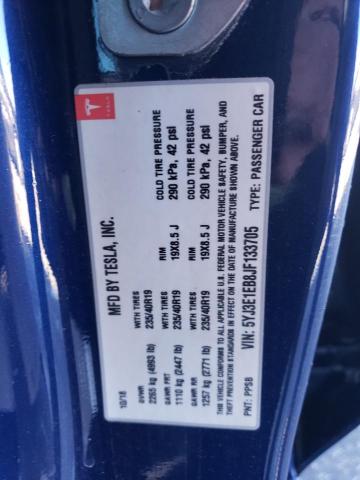 TESLA
MFD BY TESLA, INC.
10/18
GVWR
2265 kg (4993 lb)
GAWR FRT
1110 kg (2447 lb)
GAWR RR
1257 kg (2771 lb)
WITH TIRES
235/40R19
WITH TIRES
235/40R19
WITH TIRES
235/40R19
RIM
19X8.5 J
RIM
19X8.5 J
COLD TIRE PRESSURE
290 kPa, 42 psi
COLD TIRE PRESSURE
290 kPa, 42 psi
THIS VEHICLE CONFORMS TO ALL APPLICABLE U.S. FEDERAL MOTOR VEHICLE SAFETY, BUMPER, AND
THEFT PREVENTION STANDARDS IN EFFECT ON THE DATE OF MANUFACTURE SHOWN ABOVE.
VIN: 5YJ3E1EB8JF133705 TYPE: PASSENGER CAR
PNT: PPSB